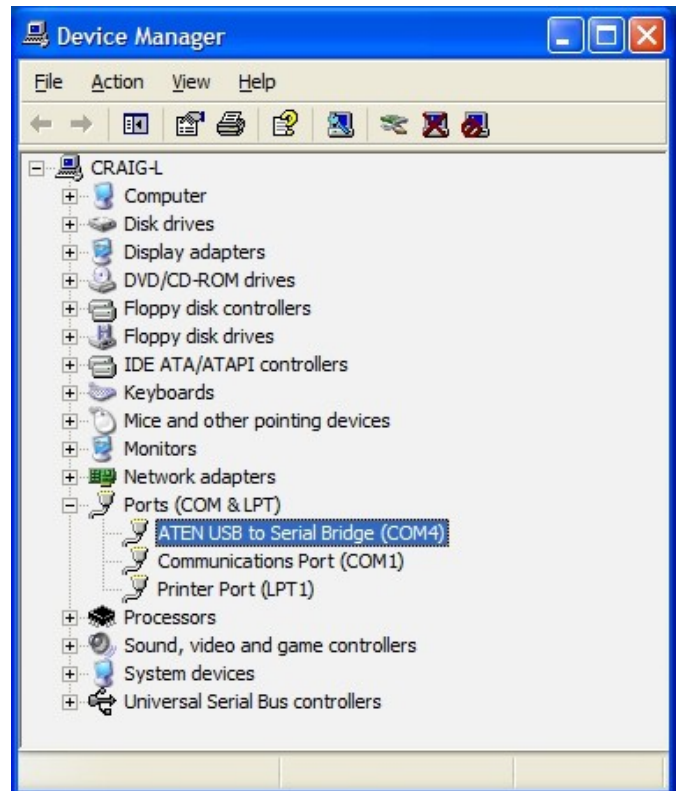 Device Manager
File Action View Help
CRAIG-L
Computer
Disk drives
Display adapters
DVD/CD-ROM drives
Floppy disk controllers
Floppy disk drives
IDE ATA/ATAPI controllers
Keyboards
Mice and other pointing devices
Monitors
Network adapters
Ports (COM & LPT)
ATEN USB to Serial Bridge (COM4)
Communications Port (COM1)
Printer Port (LPT1)
Processors
Sound, video and game controllers
System devices
Universal Serial Bus controllers